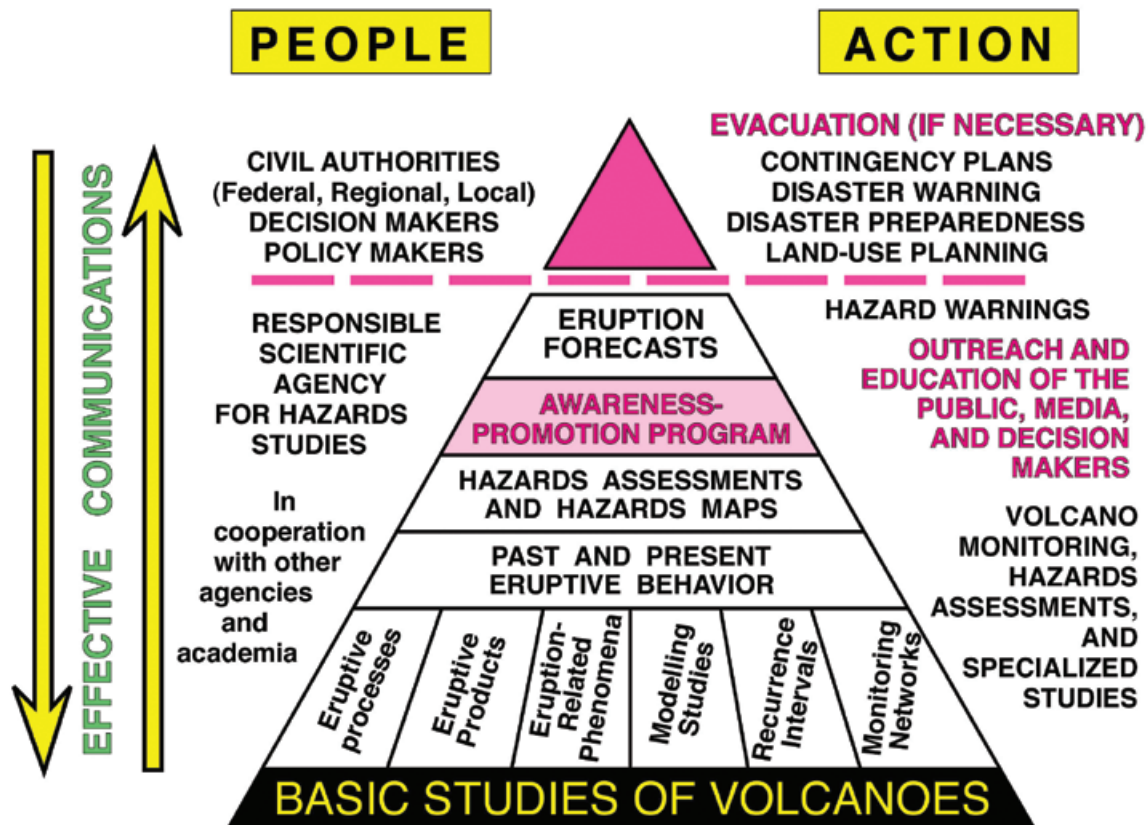 PEOPLE
ACTION
EFFECTIVE COMMUNICATIONS
CIVIL AUTHORITIES
(Federal, Regional, Local)
DECISION MAKERS
POLICY MAKERS
EVACUATION (IF NECESSARY)
CONTINGENCY PLANS
DISASTER WARNING
DISASTER PREPAREDNESS
LAND-USE PLANNING
RESPONSIBLE
SCIENTIFIC
AGENCY
FOR HAZARDS
STUDIES
In
cooperation
with other
agencies
and
academia
ERUPTION
FORECASTS
AWARENESS-
PROMOTION PROGRAM
HAZARDS ASSESSMENTS
AND HAZARDS MAPS
PAST AND PRESENT
ERUPTIVE BEHAVIOR
Eruptive
processes
Eruptive
Products
Eruption-
Related
Phenomena
Modelling
Studies
Recurrence
Intervals
Monitoring
Networks
HAZARD WARNINGS
OUTREACH AND
EDUCATION OF THE
PUBLIC, MEDIA,
AND DECISION
MAKERS
VOLCANO
MONITORING,
HAZARDS
ASSESSMENTS,
AND
SPECIALIZED
STUDIES
BASIC STUDIES OF VOLCANOES